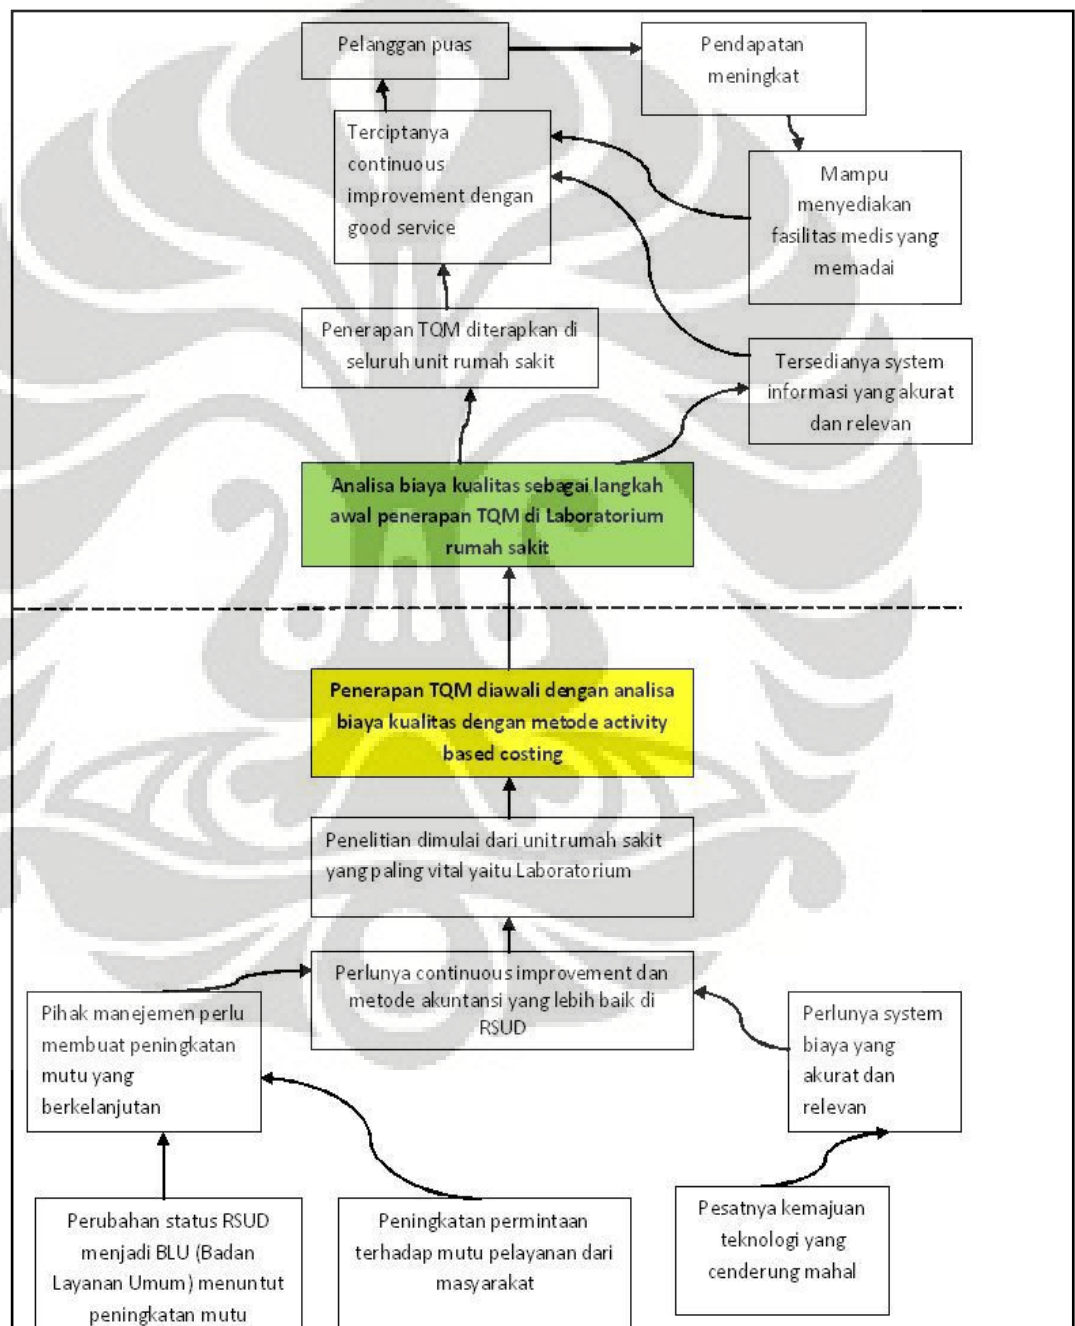 Pelanggan puas
Pendapatan
meningkat
Terciptanya
continuous
improvement dengan
good service
Mampu
menyediakan
fasilitas medis yang
memadai
Penerapan TQM diterapkan di
seluruh unit rumah sakit
Tersedianya system
informasi yang akurat
dan relevan
Analisa biaya kualitas sebagai langkah
awal penerapan TQM di Laboratorium
rumah sakit
Penerapan TQM diawali dengan analisa
biaya kualitas dengan metode activity
based costing
Penelitian dimulai dari unit rumah sakit
yang paling vital yaitu Laboratorium
Perlunya continuous improvement dan
metode akuntansi yang lebih baik di
RSUD
Pihak manejemen perlu
membuat peningkatan
mutu yang
berkelanjutan
Perlunya system
biaya yang
akurat dan
relevan
Perubahan status RSUD
menjadi BLU (Badan
Layanan Umum) menuntut
peningkatan mutu
Peningkatan permintaan
terhadap mutu pelayanan dari
masyarakat
Pesatnya kemajuan
teknologi yang
cenderung mahal